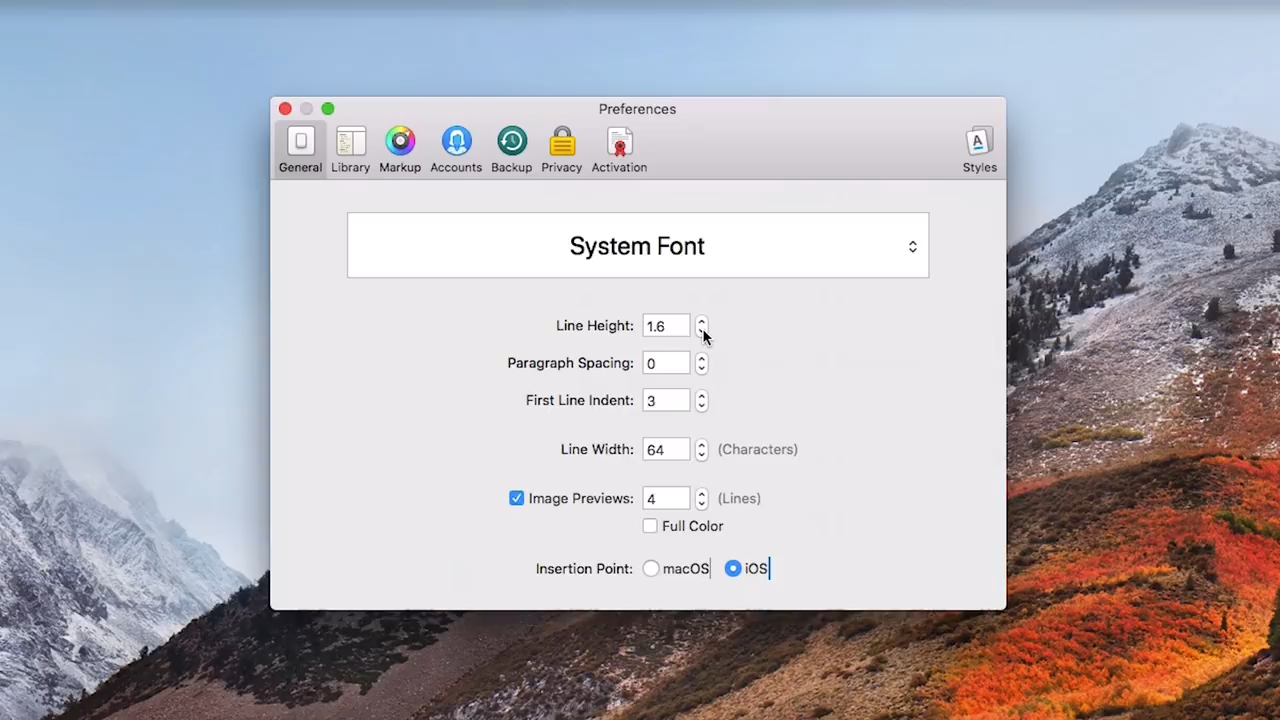 Preferences
General Library Markup Accounts Backup Privacy Activation Styles
System Font
Line Height: 1.6
Paragraph Spacing: 0
First Line Indent: 3
Line Width: 64 (Characters)
Image Previews: 4 (Lines)
Full Color
Insertion Point: macOS iOS